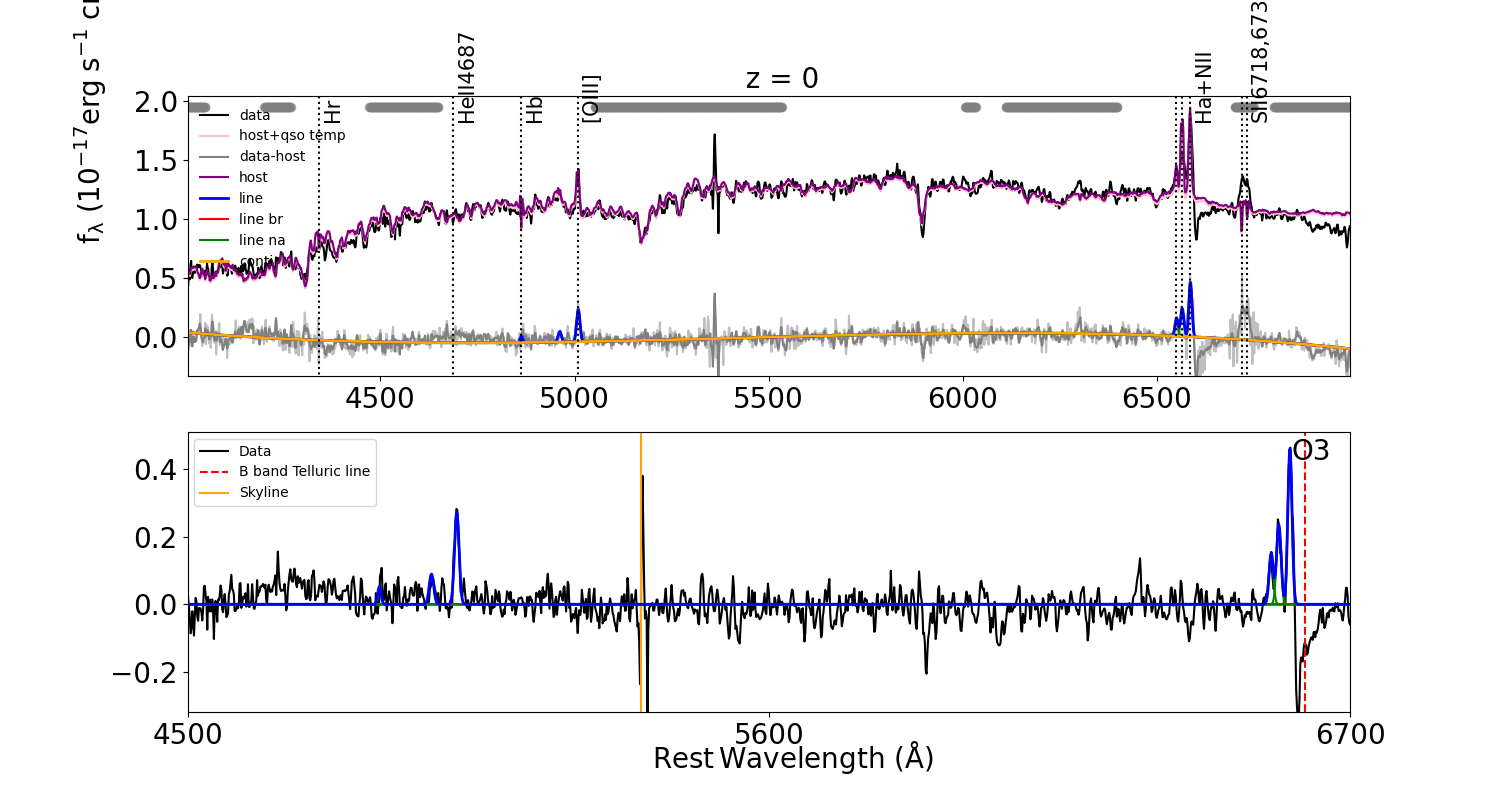 z = 0
fλ (10−17erg s−1 c
Hr
HeII4687
Hb
[OIII]
Ha+NII
SII6718,673
data
host+qso temp
data-host
host
line
line br
line na
conti
2.0
1.5
1.0
0.5
0.0
4500 5000 5500 6000 6500
Data
B band Telluric line
Skyline
O3
0.4
0.2
0.0
−0.2
4500 5600 6700
Rest Wavelength (Å)